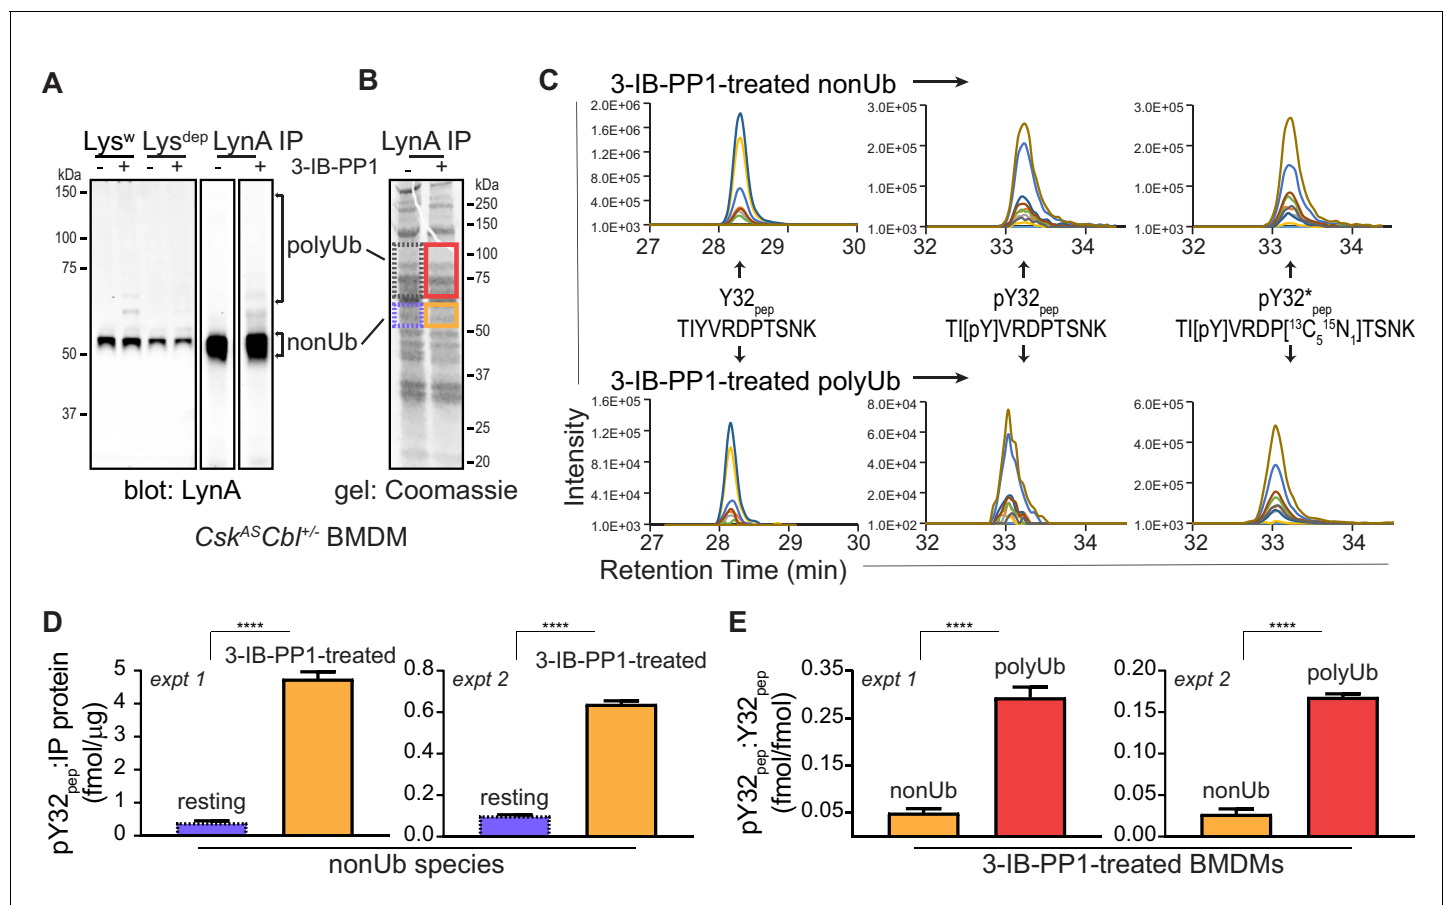 A
Lysʷ Lysᵈᵉᵖ LynA IP
- + - + - + 3-IB-PP1
kDa
150
100
75
50
37
polyUb
nonUb
blot: LynA
B
LynA IP
- +
kDa
250
150
100
75
50
37
25
20
gel: Coomassie
Cskᴬˢ Cbl⁺/⁻ BMDM
C
3-IB-PP1-treated nonUb
2.0E+06
1.6E+06
1.2E+06
8.0E+05
4.0E+05
1.0E+03
27 28 29 30
3.0E+05
2.0E+05
1.0E+05
1.0E+03
32 33 34
3.0E+05
2.0E+05
1.0E+05
1.0E+03
32 33 34
Y32pep
TIYVRDPTSNK
pY32pep
TI[pY]VRDPTSNK
pY32*pep
TI[pY]VRDP[¹³C₅¹⁵N₁]TSNK
3-IB-PP1-treated polyUb
1.6E+05
1.2E+05
8.1E+04
4.1E+04
1.0E+03
27 28 29 30
8.0E+04
6.0E+04
4.0E+04
2.0E+04
1.0E+02
32 33 34
6.0E+05
4.0E+05
2.0E+05
1.0E+03
32 33 34
Intensity
Retention Time (min)
D
pY32pep:IP protein
(fmol/μg)
expt 1
****
3-IB-PP1-treated
resting
5
4
3
2
1
0
expt 2
****
3-IB-PP1-treated
resting
0.8
0.6
0.4
0.2
0.0
nonUb species
E
pY32pep:Y32pep
(fmol/fmol)
expt 1
****
polyUb
nonUb
0.35
0.25
0.15
0.05
expt 2
****
polyUb
nonUb
0.20
0.15
0.10
0.05
0.00
3-IB-PP1-treated BMDMs